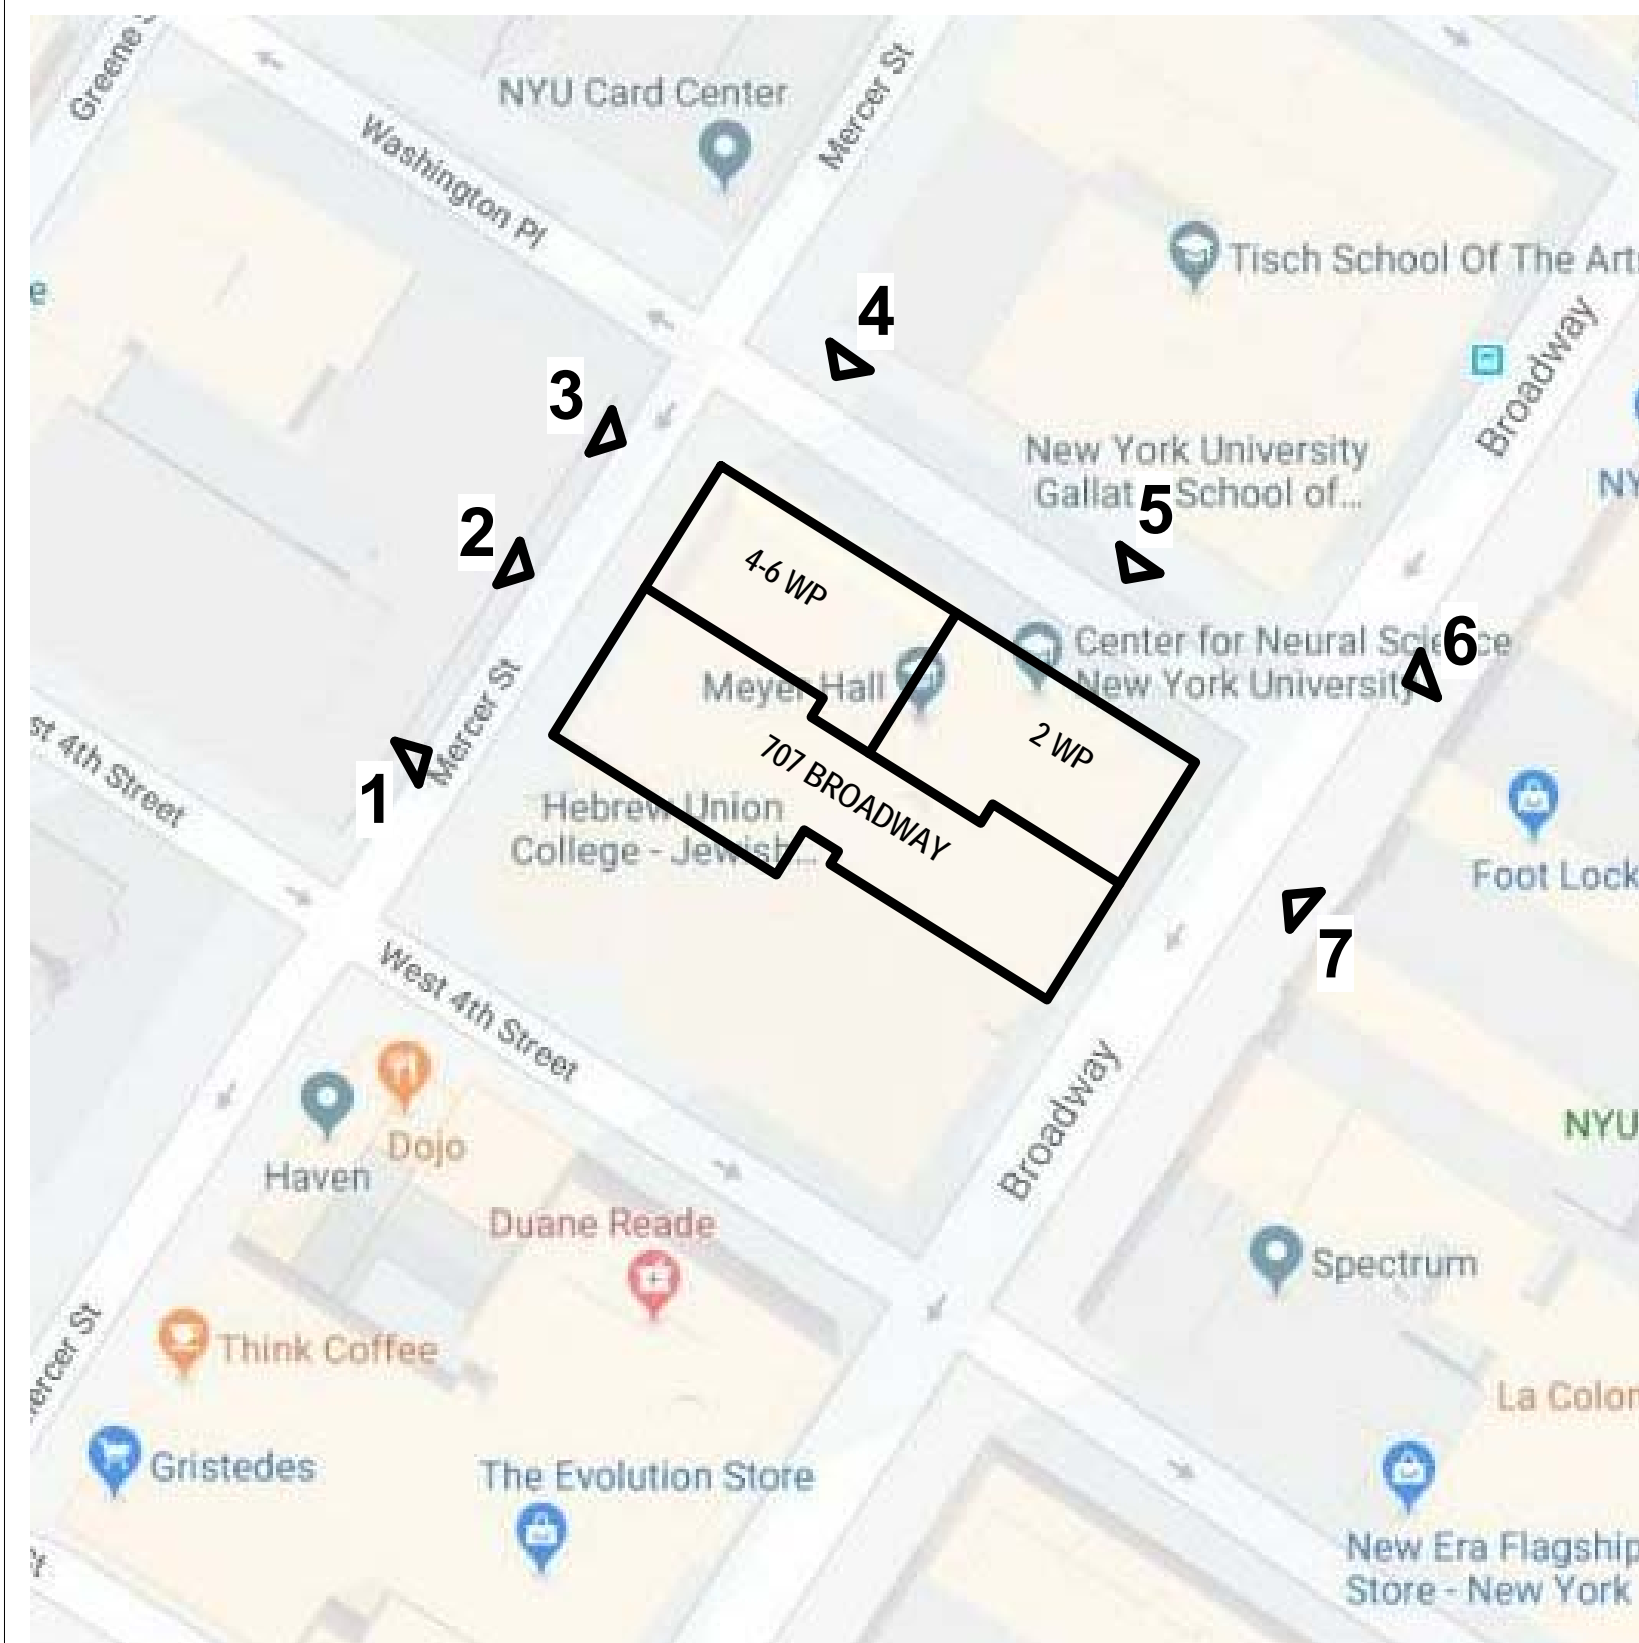 Greene S
Mercer St
NYU Card Center
Washington Pl
Tisch School Of The Art
e
4
Broadway
3
New York University
Gallat School of...
NY
5
2
4-6 WP
Center for Neural Science
New York University
6
Meyer Hall
2 WP
Mercer St
st 4th Street
707 BROADWAY
1
Hebrew Union
College - Jewish...
Foot Lock
7
West 4th Street
Broadway
NYU
Dojo
Haven
Duane Reade
Spectrum
Think Coffee
ercer St
La Color
Gristedes
The Evolution Store
New Era Flagship
Store - New York
St